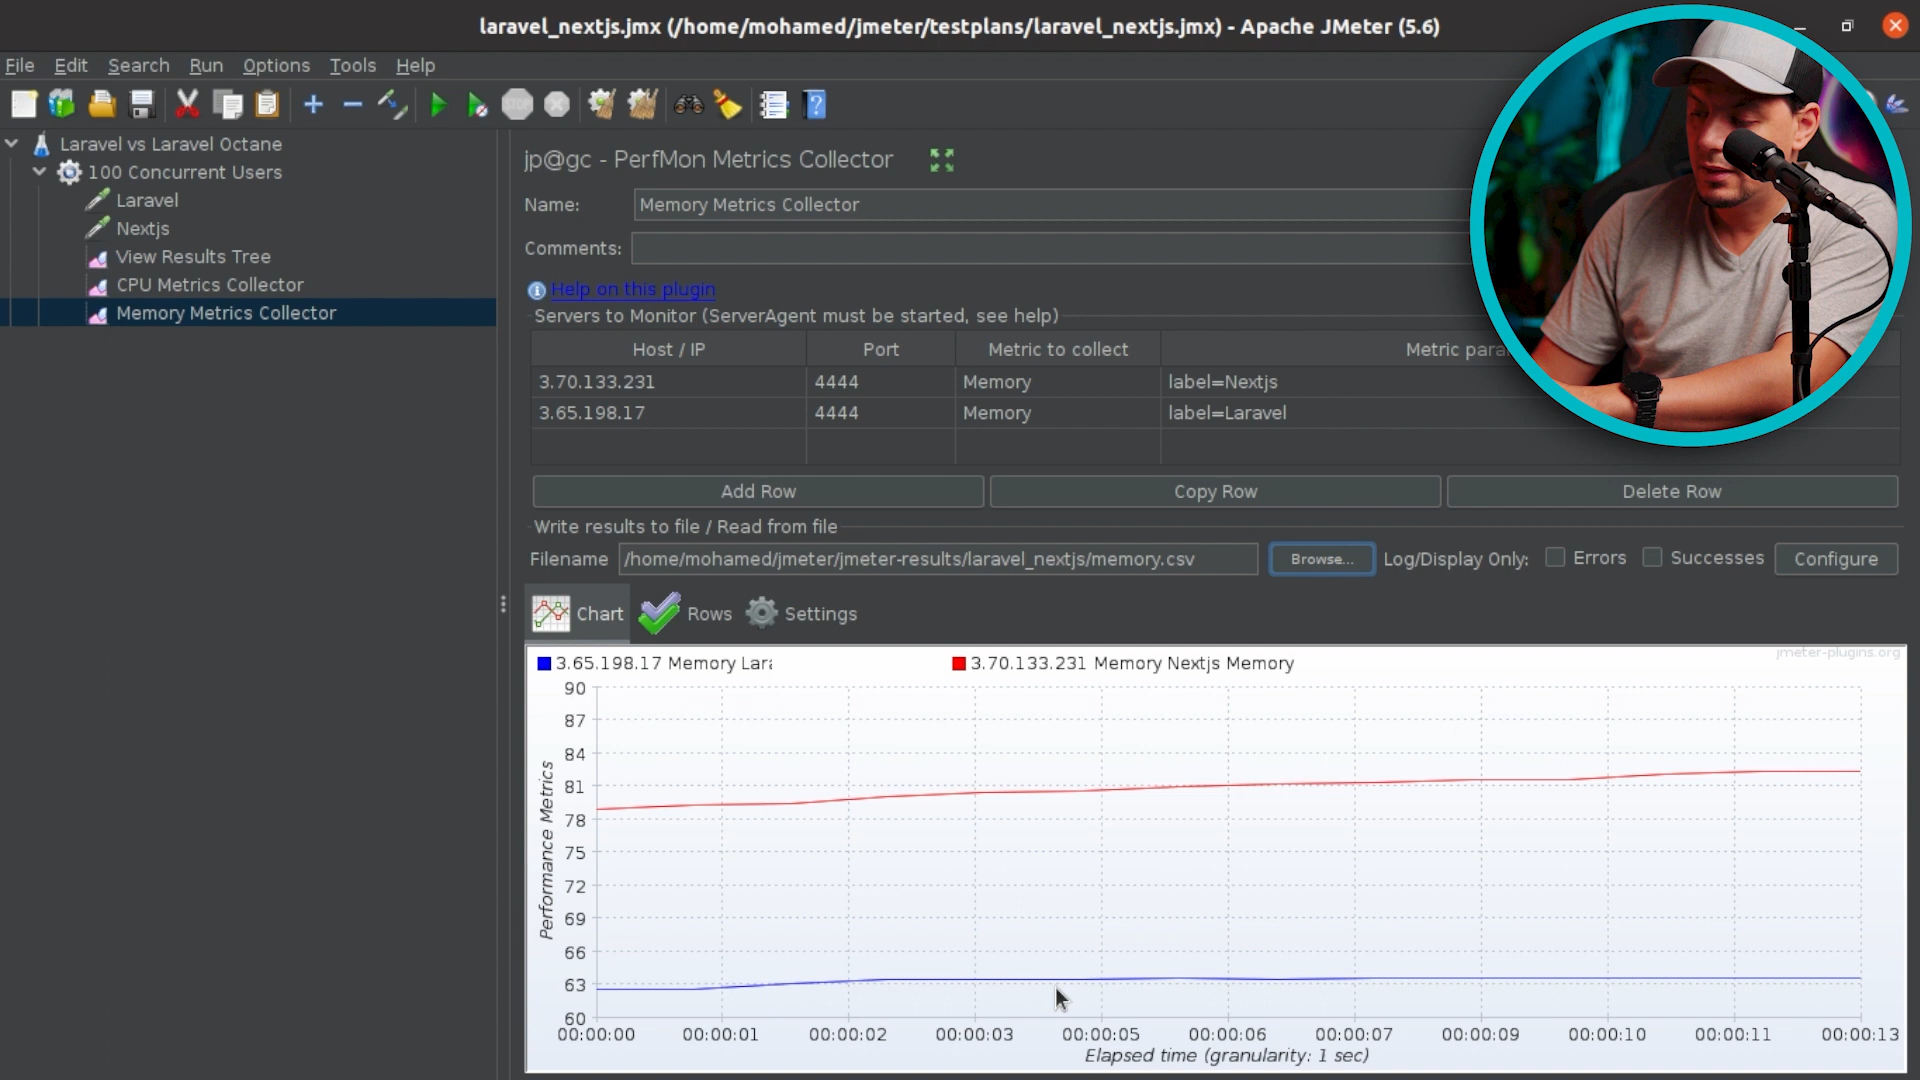 laravel_nextjs.jmx (/home/mohamed/jmeter/testplans/laravel_nextjs.jmx) - Apache JMeter (5.6)
File Edit Search Run Options Tools Help
STOP
Laravel vs Laravel Octane
100 Concurrent Users
Laravel
Nextjs
View Results Tree
CPU Metrics Collector
Memory Metrics Collector
jp@gc - PerfMon Metrics Collector
Name: Memory Metrics Collector
Comments:
Help on this plugin
Servers to Monitor (ServerAgent must be started, see help)
Host / IP Port Metric to collect Metric para
3.70.133.231 4444 Memory label=Nextjs
3.65.198.17 4444 Memory label=Laravel
Add Row Copy Row Delete Row
Write results to file / Read from file
Filename /home/mohamed/jmeter/jmeter-results/laravel_nextjs/memory.csv Browse... Log/Display Only: Errors Successes Configure
Chart Rows Settings
jmeter-plugins.org
3.65.198.17 Memory Lara 3.70.133.231 Memory Nextjs Memory
90
87
84
81
78
75
72
69
66
63
60
Performance Metrics
00:00:00 00:00:01 00:00:02 00:00:03 00:00:05 00:00:06 00:00:07 00:00:09 00:00:10 00:00:11 00:00:13
Elapsed time (granularity: 1 sec)